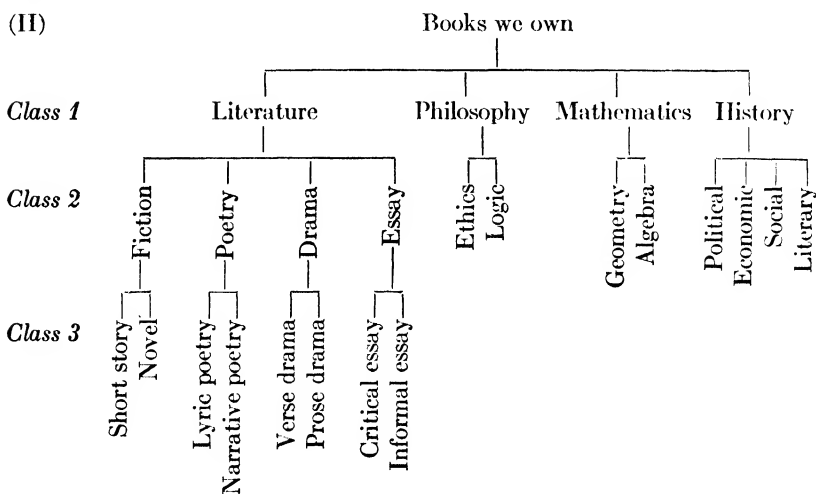 (II)
Books we own
Class 1 Literature Philosophy Mathematics History
Class 2 Fiction Poetry Drama Essay Ethics Logic Geometry Algebra Political Economic Social Literary
Class 3 Short story Novel Lyric poetry Narrative poetry Verse drama Prose drama Critical essay Informal essay